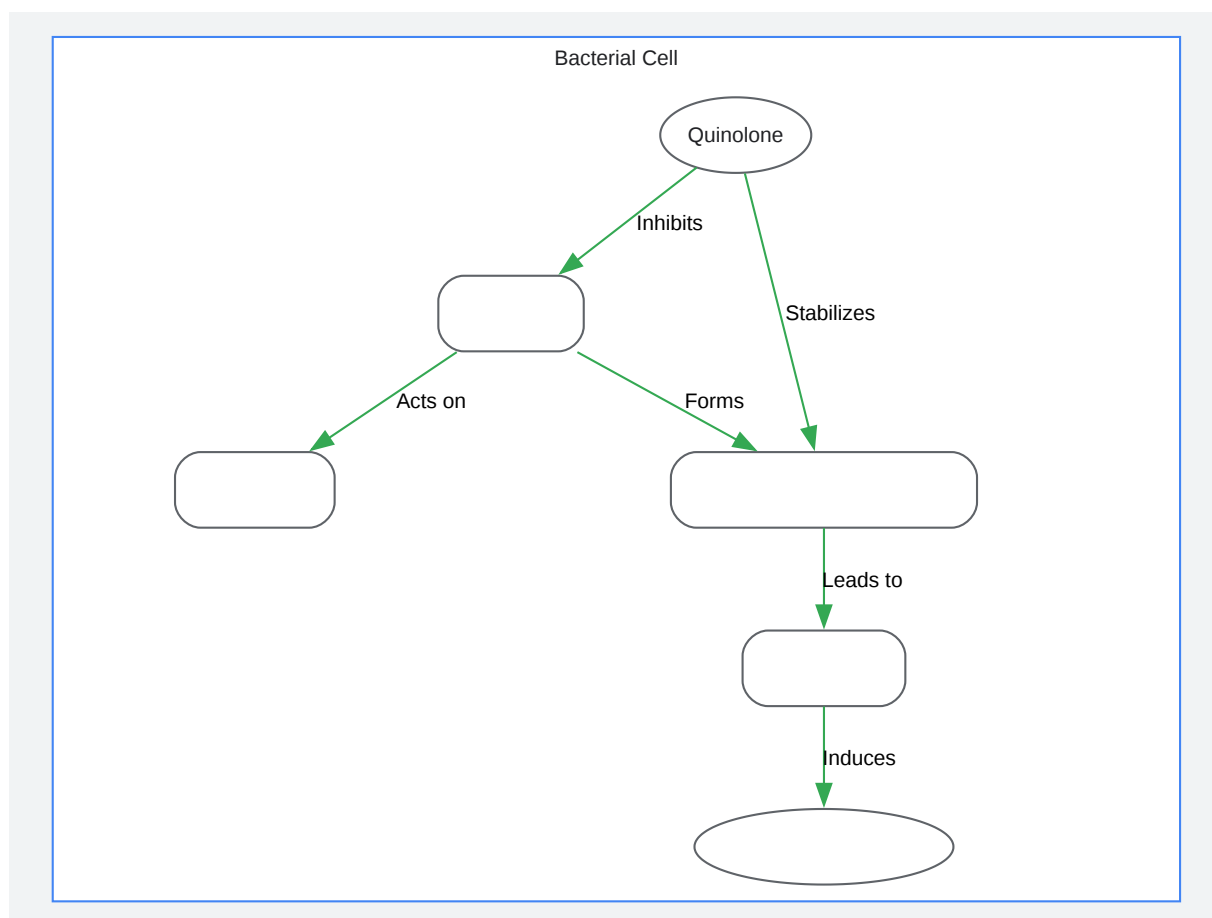 Bacterial Cell
Quinolone
Inhibits
Stabilizes
Acts on
Forms
Leads to
Induces